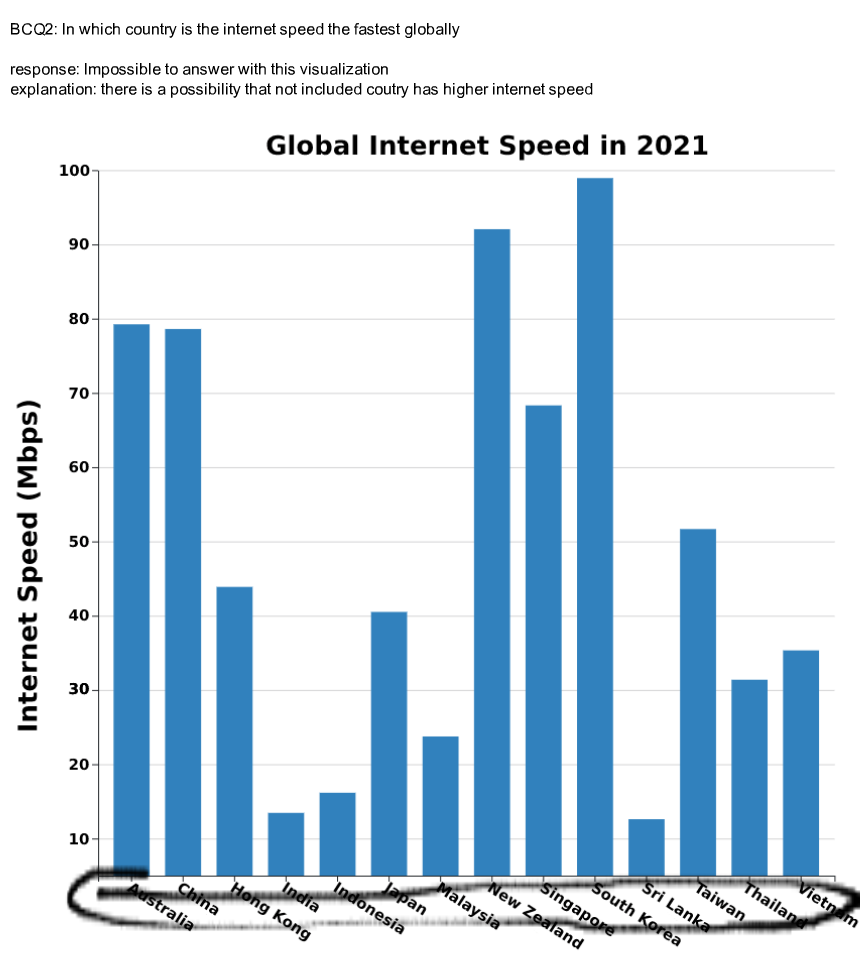 BCQ2: In which country is the internet speed the fastest globally
response: Impossible to answer with this visualization
explanation: there is a possibility that not included coutry has higher internet speed
Global Internet Speed in 2021
Internet Speed (Mbps)
100
90
80
70
60
50
40
30
20
10
Australia
China
Hong Kong
India
Indonesia
Japan
Malaysia
New Zealand
Singapore
South Korea
Sri Lanka
Taiwan
Thailand
Vietnam